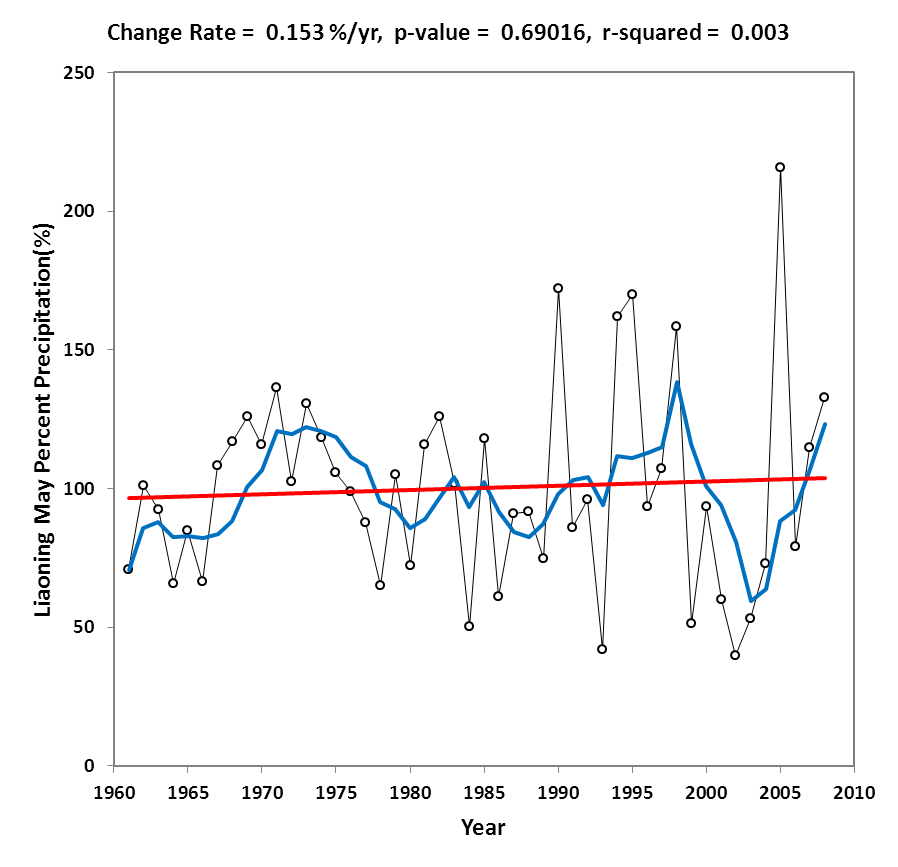 Change Rate = 0.153 %/yr, p-value = 0.69016, r-squared = 0.003
250
200
150
100
50
0
Liaoning May Percent Precipitation(%)
1960 1965 1970 1975 1980 1985 1990 1995 2000 2005 2010
Year